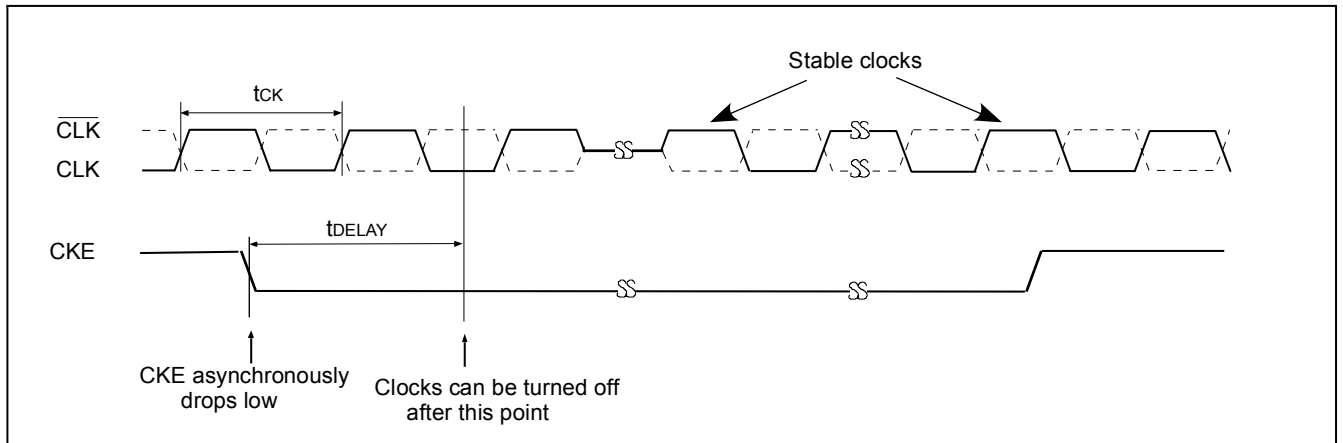 Stable clocks
tCK
CLK
CLK
tDELAY
CKE
CKE asynchronously
drops low
Clocks can be turned off
after this point